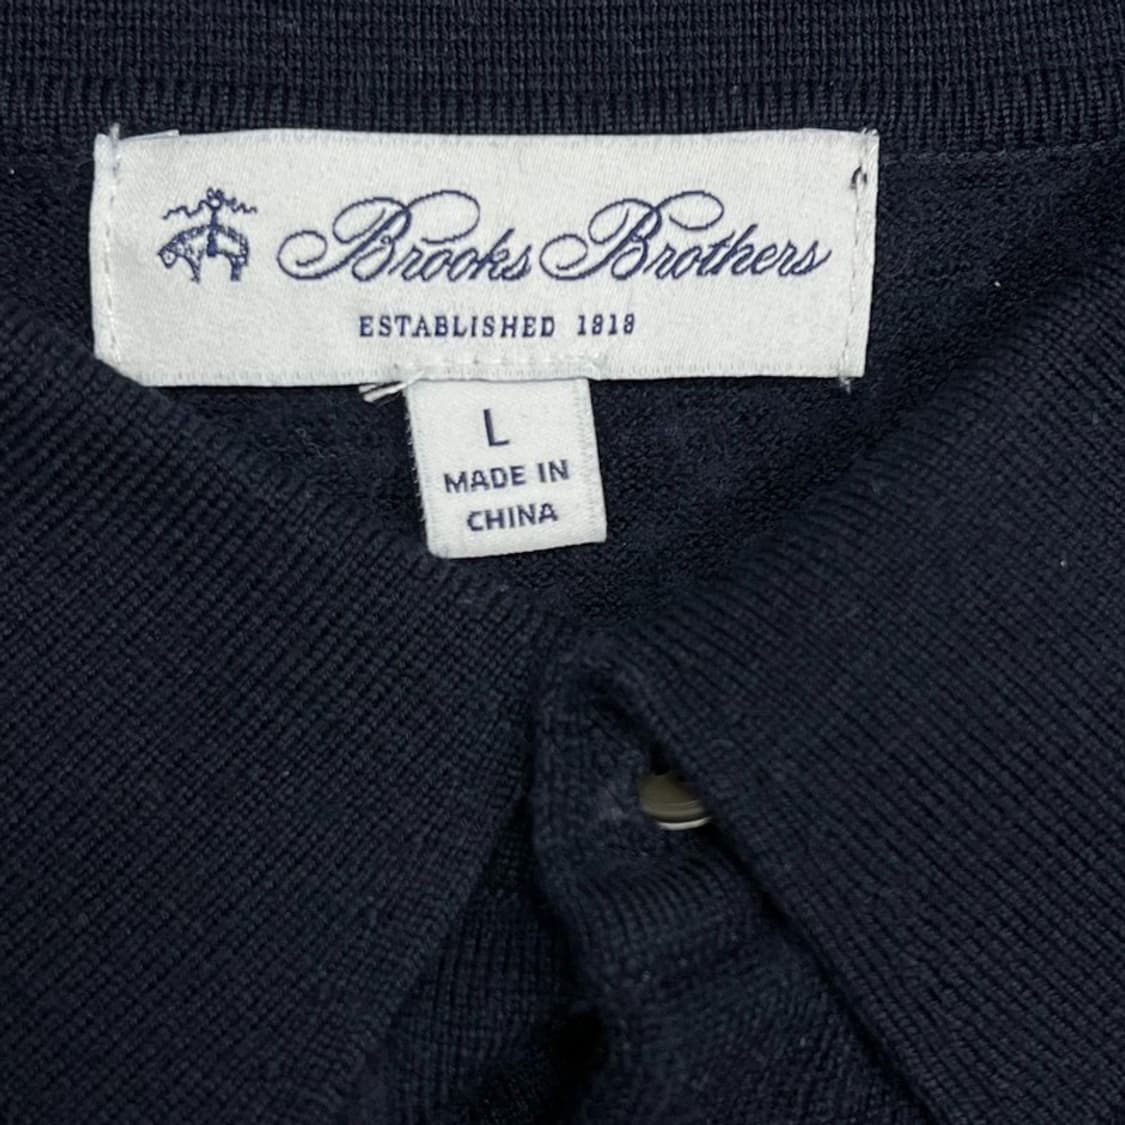 Brooks Brothers
ESTABLISHED 1818
L
MADE IN
CHINA